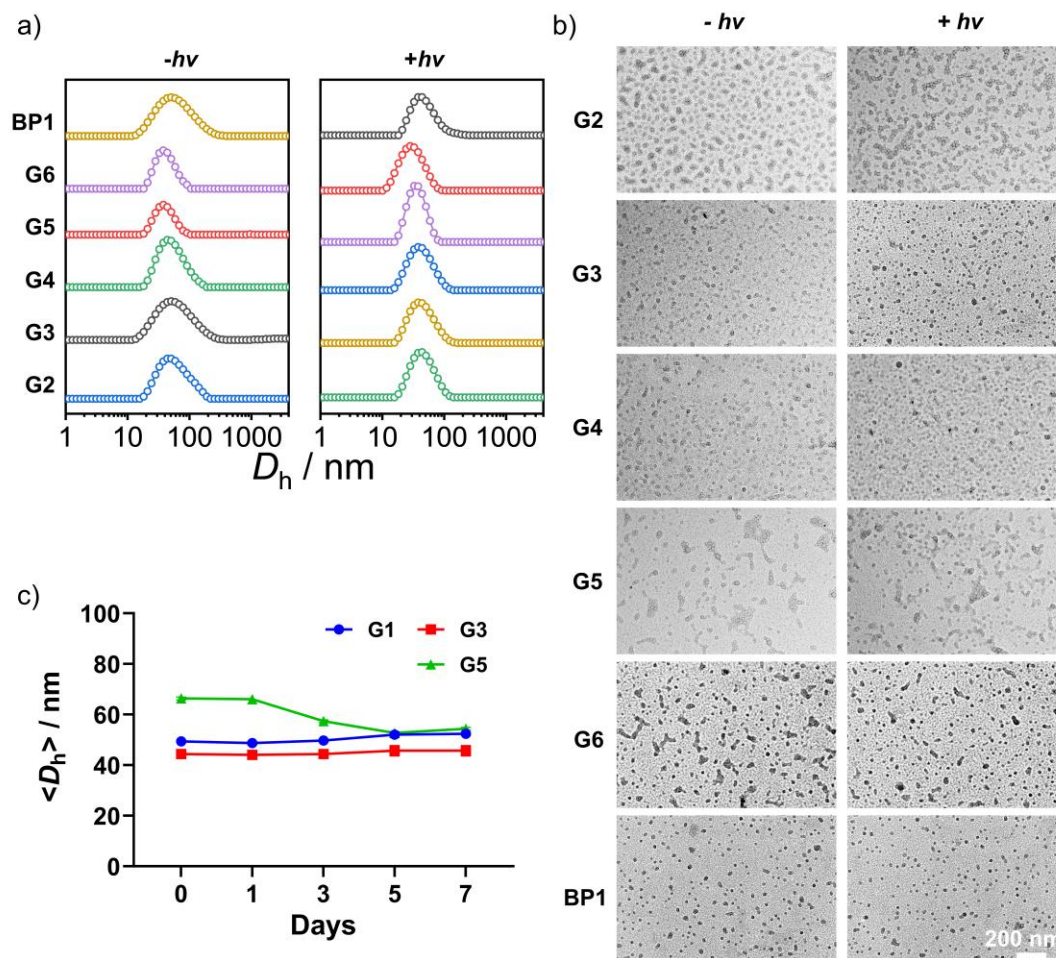 a)
-hv
+hv
BP1
G6
G5
G4
G3
G2
1 10 100 1000
1 10 100 1000
Dh / nm
b)
- hv
+ hv
G2
G3
G4
G5
G6
BP1
200 nm
c)
G1
G3
G5
100
80
60
40
20
0
<Dh> / nm
0 1 3 5 7
Days